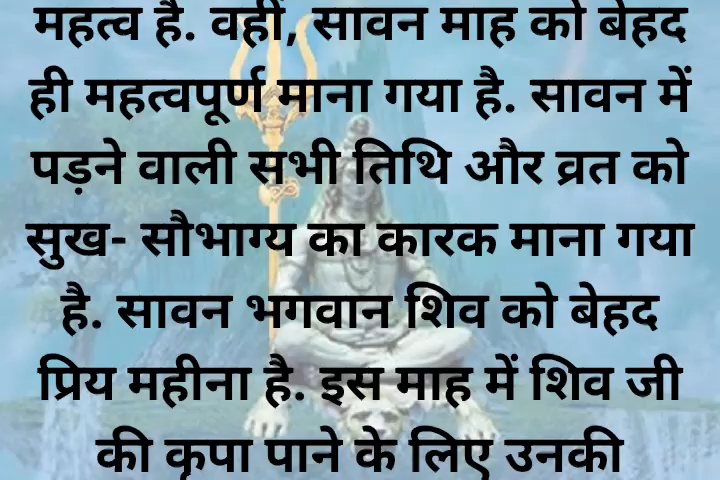 महत्व है. वहीं, सावन माह को बेहद
ही महत्वपूर्ण माना गया है. सावन में
पड़ने वाली सभी तिथि और व्रत को
सुख- सौभाग्य का कारक माना गया
है. सावन भगवान शिव को बेहद
प्रिय महीना है. इस माह में शिव जी
की कृपा पाने के लिए उनकी